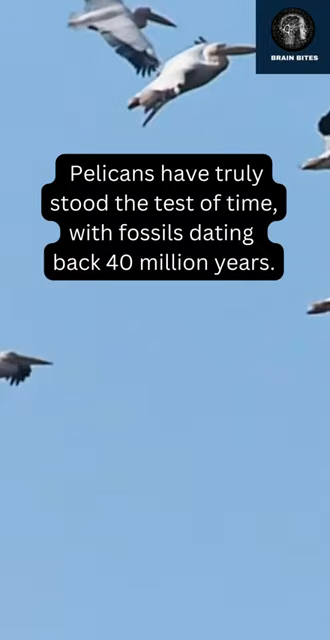 BRAIN BITES
Pelicans have truly
stood the test of time,
with fossils dating
back 40 million years.